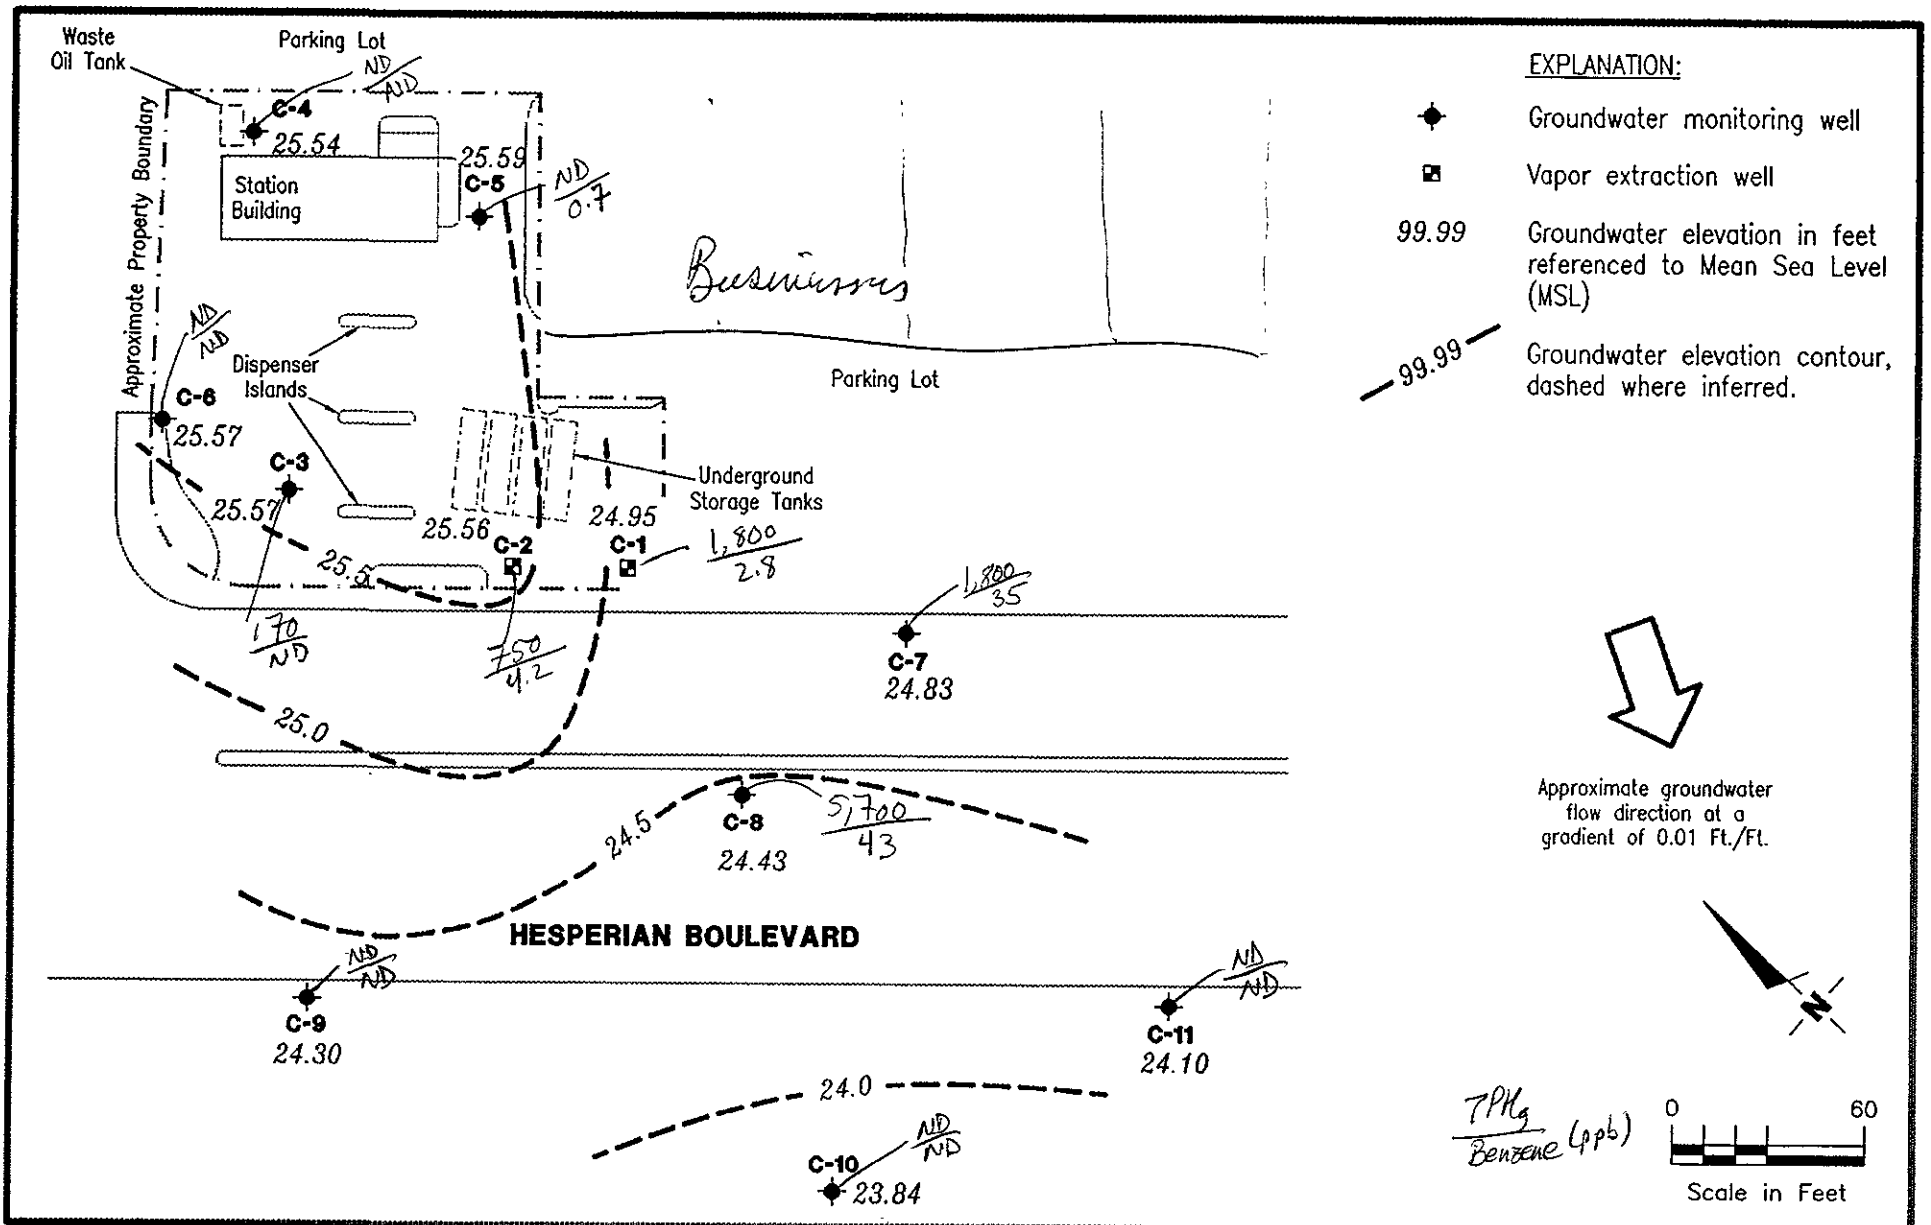 Waste
Oil Tank
Parking Lot
ND
ND
C-4
25.54
Approximate Property Boundary
Station
Building
25.59
C-5
ND
0.7
Businesses
Parking Lot
ND
ND
C-6
25.57
Dispenser
Islands
C-3
25.57
25.5
170
ND
25.56
C-2
750
4.2
Underground
Storage Tanks
24.95
C-1
1,800
2.8
1,800
35
C-7
24.83
25.0
24.5
C-8
24.43
5,700
43
HESPERIAN BOULEVARD
ND
ND
C-9
24.30
ND
ND
C-11
24.10
24.0
ND
ND
C-10
23.84
EXPLANATION:
Groundwater monitoring well
Vapor extraction well
99.99
Groundwater elevation in feet
referenced to Mean Sea Level
(MSL)
99.99
Groundwater elevation contour,
dashed where inferred.
Approximate groundwater
flow direction at a
gradient of 0.01 Ft./Ft.
N
TPHg
Benzene (ppb)
0 60
Scale in Feet